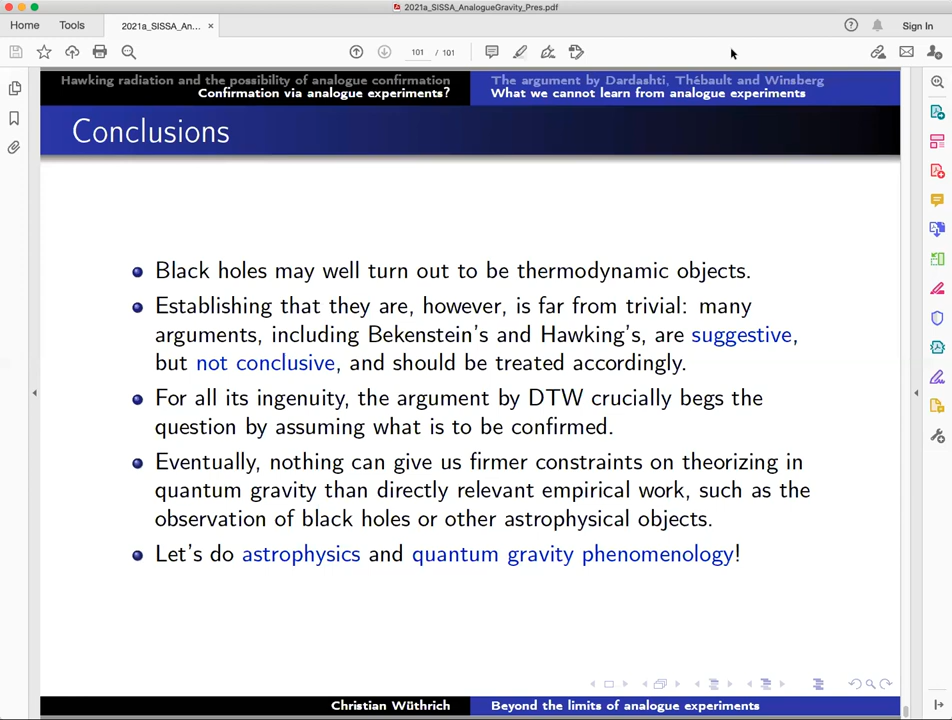 2021a_SISSA_AnalogueGravity_Pres.pdf
Home Tools 2021a_SISSA_An... × Sign In
101 / 101
Hawking radiation and the possibility of analogue confirmation The argument by Dardashti, Thébault and Winsberg
Confirmation via analogue experiments? What we cannot learn from analogue experiments
Conclusions
Black holes may well turn out to be thermodynamic objects.
Establishing that they are, however, is far from trivial: many
arguments, including Bekenstein's and Hawking's, are suggestive,
but not conclusive, and should be treated accordingly.
For all its ingenuity, the argument by DTW crucially begs the
question by assuming what is to be confirmed.
Eventually, nothing can give us firmer constraints on theorizing in
quantum gravity than directly relevant empirical work, such as the
observation of black holes or other astrophysical objects.
Let's do astrophysics and quantum gravity phenomenology!
Christian Wüthrich Beyond the limits of analogue experiments